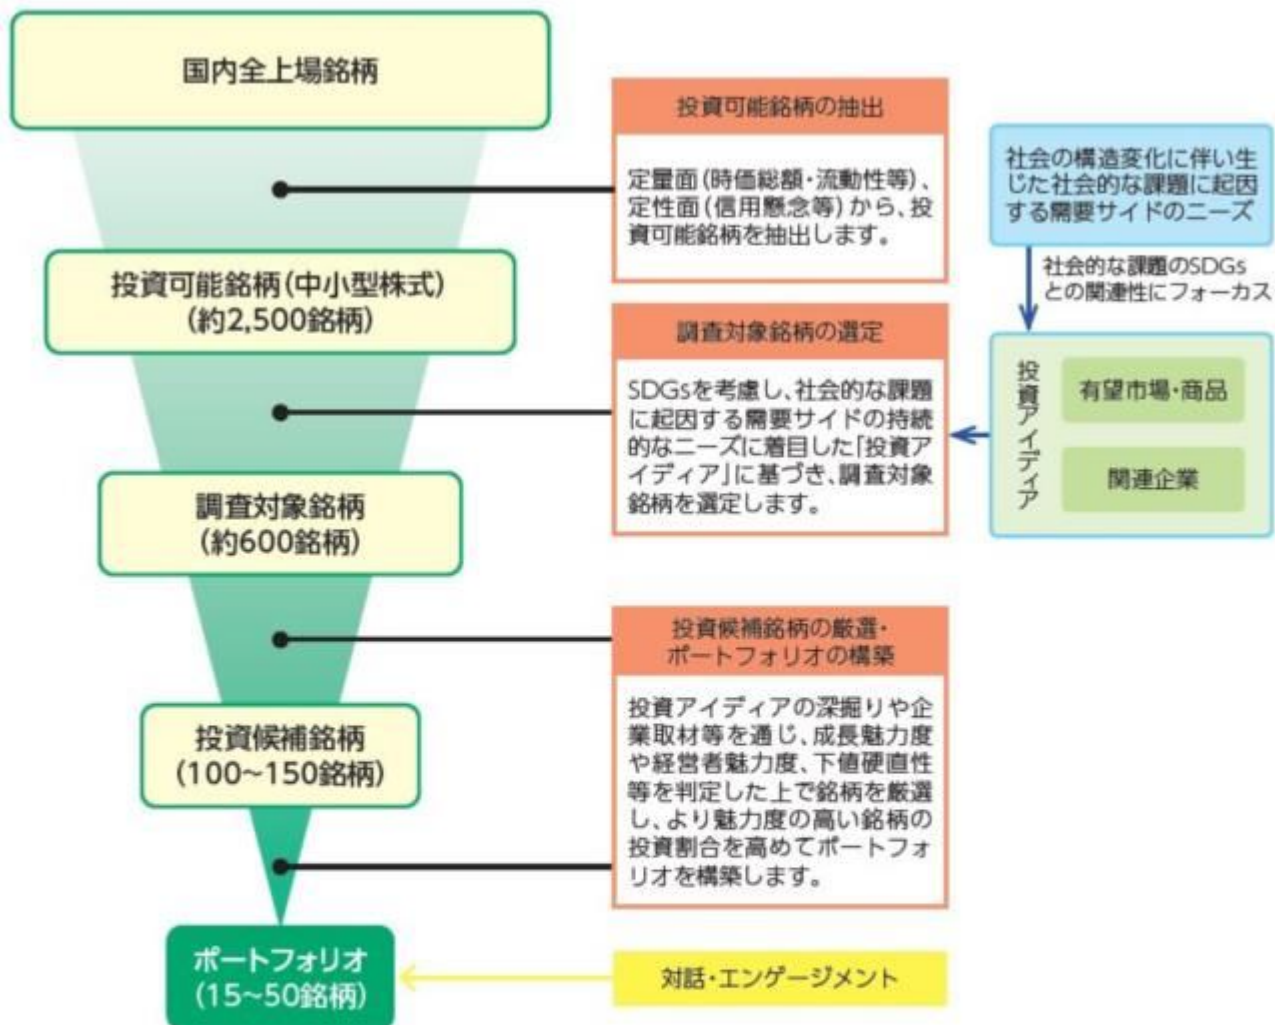 国内全上場銘柄
投資可能銘柄の抽出
定量面(時価総額・流動性等)、
定性面(信用懸念等)から、投
資可能銘柄を抽出します。
社会の構造変化に伴い生
じた社会的な課題に起因
する需要サイドのニーズ
社会的な課題のSDGs
との関連性にフォーカス
投資可能銘柄(中小型株式)
(約2,500銘柄)
調査対象銘柄の選定
SDGsを考慮し、社会的な課題
に起因する需要サイドの持続
的なニーズに着目した「投資ア
イディア」に基づき、調査対象
銘柄を選定します。
投資アイディア
有望市場・商品
関連企業
調査対象銘柄
(約600銘柄)
投資候補銘柄の厳選・
ポートフォリオの構築
投資アイディアの深掘りや企
業取材等を通じ、成長魅力度
や経営者魅力度、下値硬直性
等を判定した上で銘柄を厳選
し、より魅力度の高い銘柄の
投資割合を高めてポートフォ
リオを構築します。
投資候補銘柄
(100~150銘柄)
ポートフォリオ
(15~50銘柄)
対話・エンゲージメント